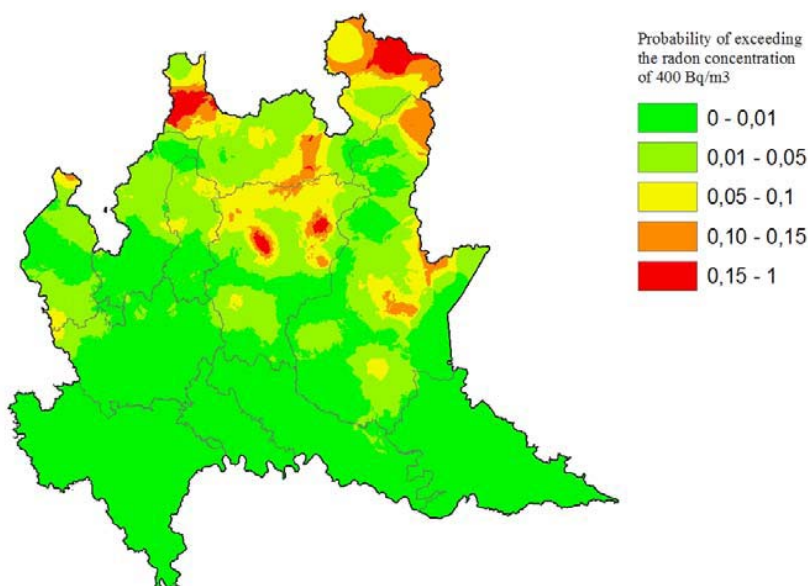 Probability of exceeding
the radon concentration
of 400 Bq/m3
0 - 0,01
0,01 - 0,05
0,05 - 0,1
0,10 - 0,15
0,15 - 1